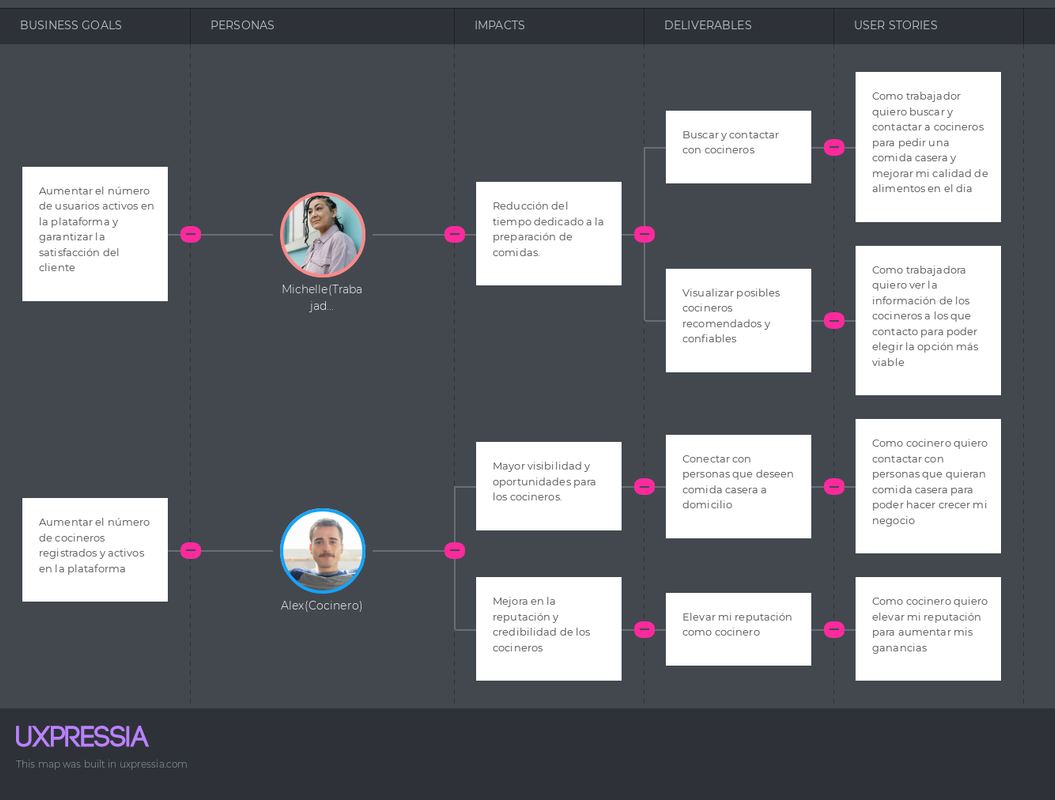 BUSINESS GOALS
PERSONAS
IMPACTS
DELIVERABLES
USER STORIES
Aumentar el número
de usuarios activos en
la plataforma y
garantizar la
satisfacción del
cliente
Michelle(Traba
jad...
Reducción del
tiempo dedicado a la
preparación de
comidas.
Buscar y contactar
con cocineros
Como trabajador
quiero buscar y
contactar a cocineros
para pedir una
comida casera y
mejorar mi calidad de
alimentos en el dia
Visualizar posibles
cocineros
recomendados y
confiables
Como trabajadora
quiero ver la
información de los
cocineros a los que
contacto para poder
elegir la opción más
viable
Aumentar el número
de cocineros
registrados y activos
en la plataforma
Alex(Cocinero)
Mayor visibilidad y
oportunidades para
los cocineros.
Conectar con
personas que deseen
comida casera a
domicilio
Como cocinero quiero
contactar con
personas que quieran
comida casera para
poder hacer crecer mi
negocio
Mejora en la
reputación y
credibilidad de los
cocineros
Elevar mi reputación
como cocinero
Como cocinero quiero
elevar mi reputación
para aumentar mis
ganancias
UXPRESSIA
This map was built in uxpressia.com